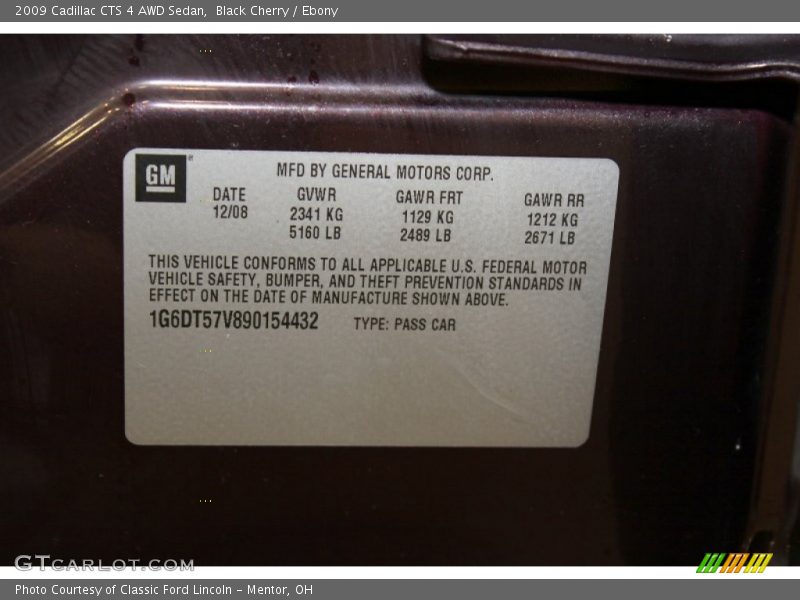 2009 Cadillac CTS 4 AWD Sedan, Black Cherry / Ebony
GM
MFD BY GENERAL MOTORS CORP.
DATE GVWR GAWR FRT GAWR RR
12/08 2341 KG 1129 KG 1212 KG
5160 LB 2489 LB 2671 LB
THIS VEHICLE CONFORMS TO ALL APPLICABLE U.S. FEDERAL MOTOR
VEHICLE SAFETY, BUMPER, AND THEFT PREVENTION STANDARDS IN
EFFECT ON THE DATE OF MANUFACTURE SHOWN ABOVE.
1G6DT57V890154432 TYPE: PASS CAR
GTCARLOT.COM
Photo Courtesy of Classic Ford Lincoln - Mentor, OH